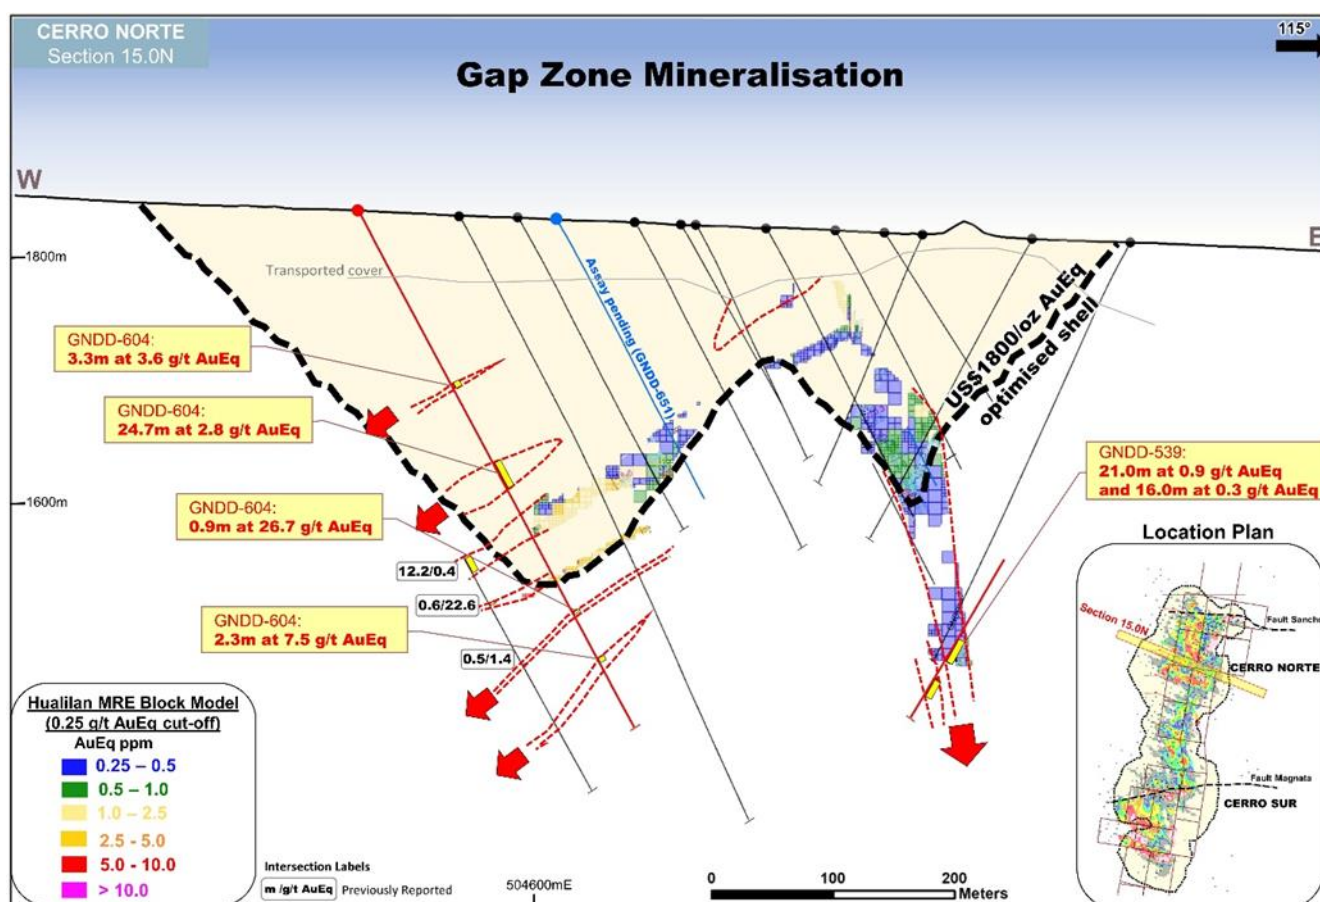 CERRO NORTE
Section 15.0N
115°
Gap Zone Mineralisation
W
E
1800m
Transported cover
Assay pending (GNDD-651)
US$1800/oz AuEq
optimised shell
GNDD-604:
3.3m at 3.6 g/t AuEq
GNDD-604:
24.7m at 2.8 g/t AuEq
GNDD-539:
21.0m at 0.9 g/t AuEq
and 16.0m at 0.3 g/t AuEq
1600m
GNDD-604:
0.9m at 26.7 g/t AuEq
12.2/0.4
0.6/22.6
GNDD-604:
2.3m at 7.5 g/t AuEq
0.5/1.4
Location Plan
Section 15.0N
Fault Sancho
CERRO NORTE
Fault Magnata
CERRO SUR
Hualilan MRE Block Model
(0.25 g/t AuEq cut-off)
AuEq ppm
0.25 – 0.5
0.5 – 1.0
1.0 – 2.5
2.5 - 5.0
5.0 - 10.0
> 10.0
Intersection Labels
m /g/t AuEq Previously Reported
504600mE
0 100 200
Meters